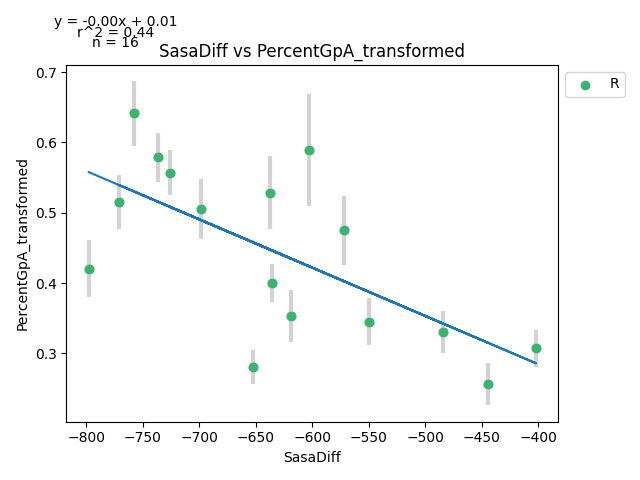 y = -0.00x + 0.01
r^2 = 0.44
n = 16
SasaDiff vs PercentGpA_transformed
R
PercentGpA_transformed
0.7
0.6
0.5
0.4
0.3
−800
−750
−700
−650
−600
−550
−500
−450
−400
SasaDiff